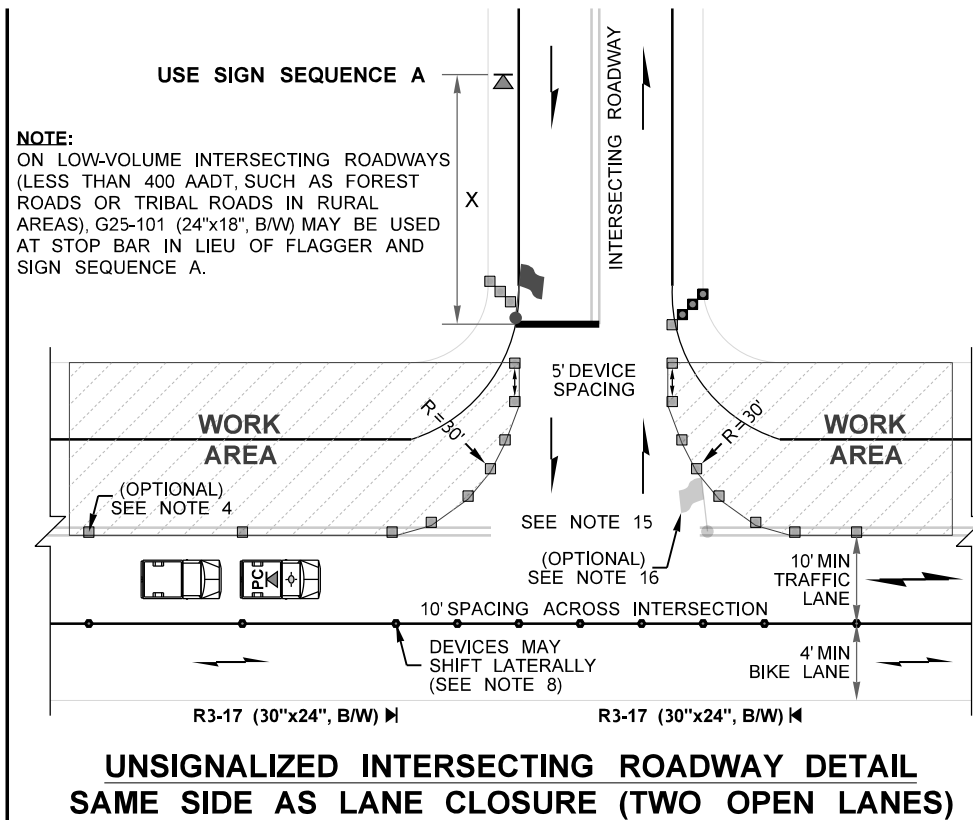 USE SIGN SEQUENCE A
NOTE:
ON LOW-VOLUME INTERSECTING ROADWAYS
(LESS THAN 400 AADT, SUCH AS FOREST
ROADS OR TRIBAL ROADS IN RURAL
AREAS), G25-101 (24"x18", B/W) MAY BE USED
AT STOP BAR IN LIEU OF FLAGGER AND
SIGN SEQUENCE A.
X
INTERSECTING ROADWAY
5' DEVICE
SPACING
R=30'
R=30'
WORK
AREA
WORK
AREA
(OPTIONAL)
SEE NOTE 4
SEE NOTE 15
(OPTIONAL)
SEE NOTE 16
10' MIN
TRAFFIC
LANE
PC
10' SPACING ACROSS INTERSECTION
DEVICES MAY
SHIFT LATERALLY
(SEE NOTE 8)
4' MIN
BIKE LANE
R3-17 (30"x24", B/W)
R3-17 (30"x24", B/W)
UNSIGNALIZED INTERSECTING ROADWAY DETAIL
SAME SIDE AS LANE CLOSURE (TWO OPEN LANES)